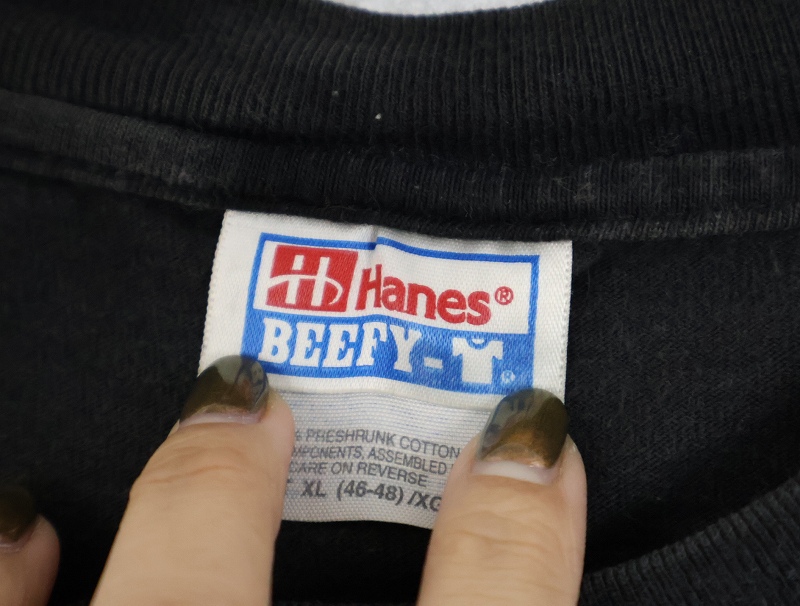 Hanes®
BEEFY-T®
% PRESHRUNK COTTON
COMPONENTS, ASSEMBLED
CARE ON REVERSE
XL (46-48) /XG